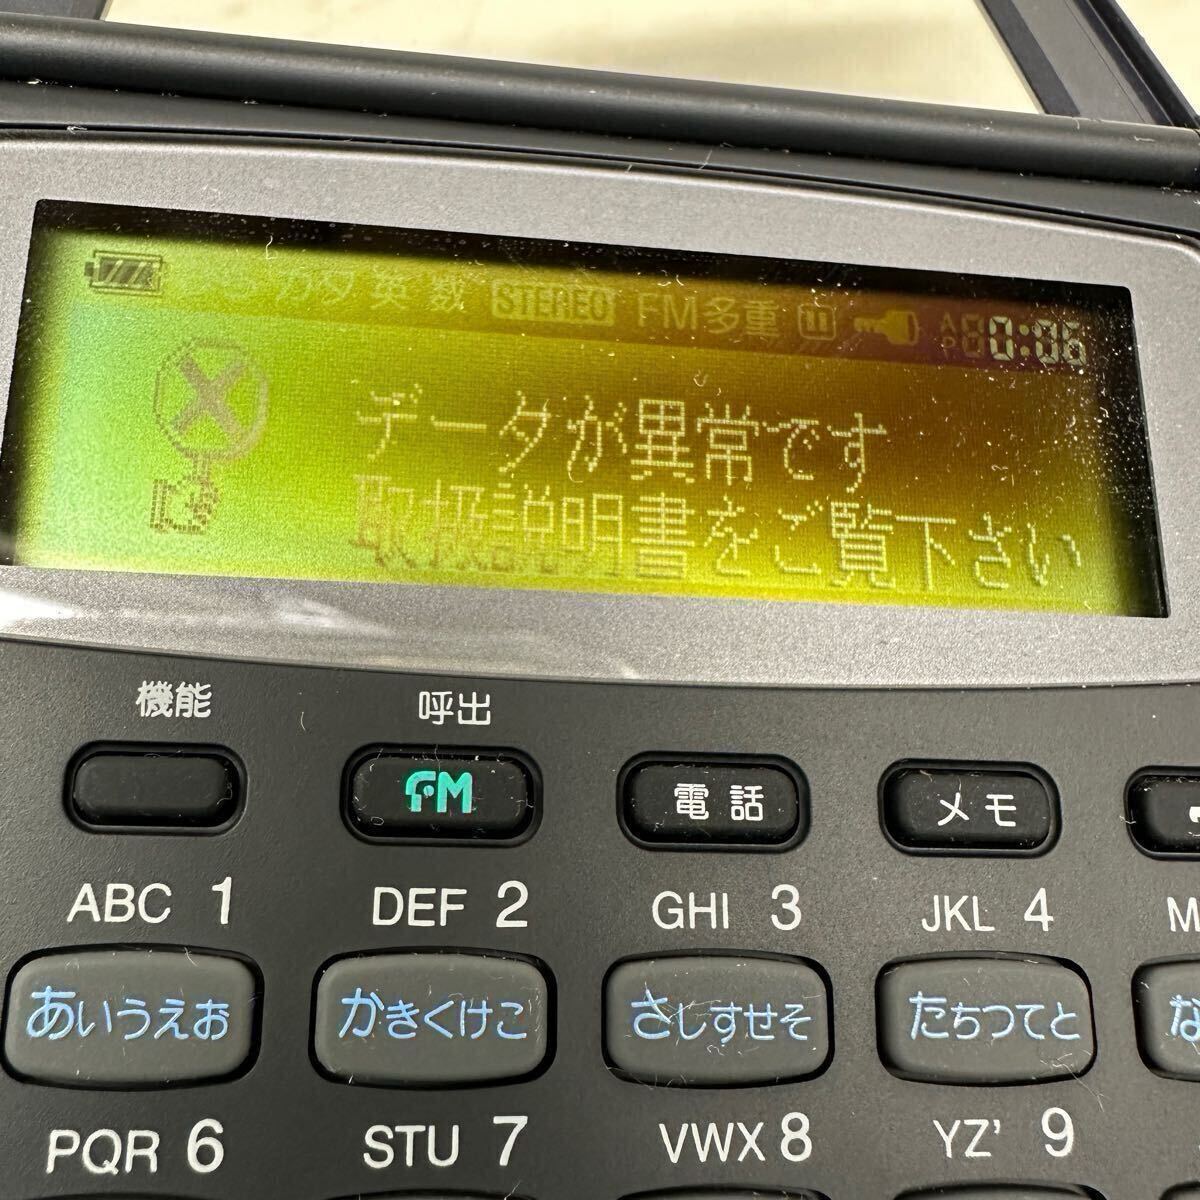 カタ 英 数 STEREO FM多重 AP 0:06
データが異常です
取扱説明書をご覧下さい
機能 呼出
FM 電話 メモ
ABC 1 DEF 2 GHI 3 JKL 4 M
あいうえお かきくけこ さしすせそ たちつてと な
PQR 6 STU 7 VWX 8 YZ' 9